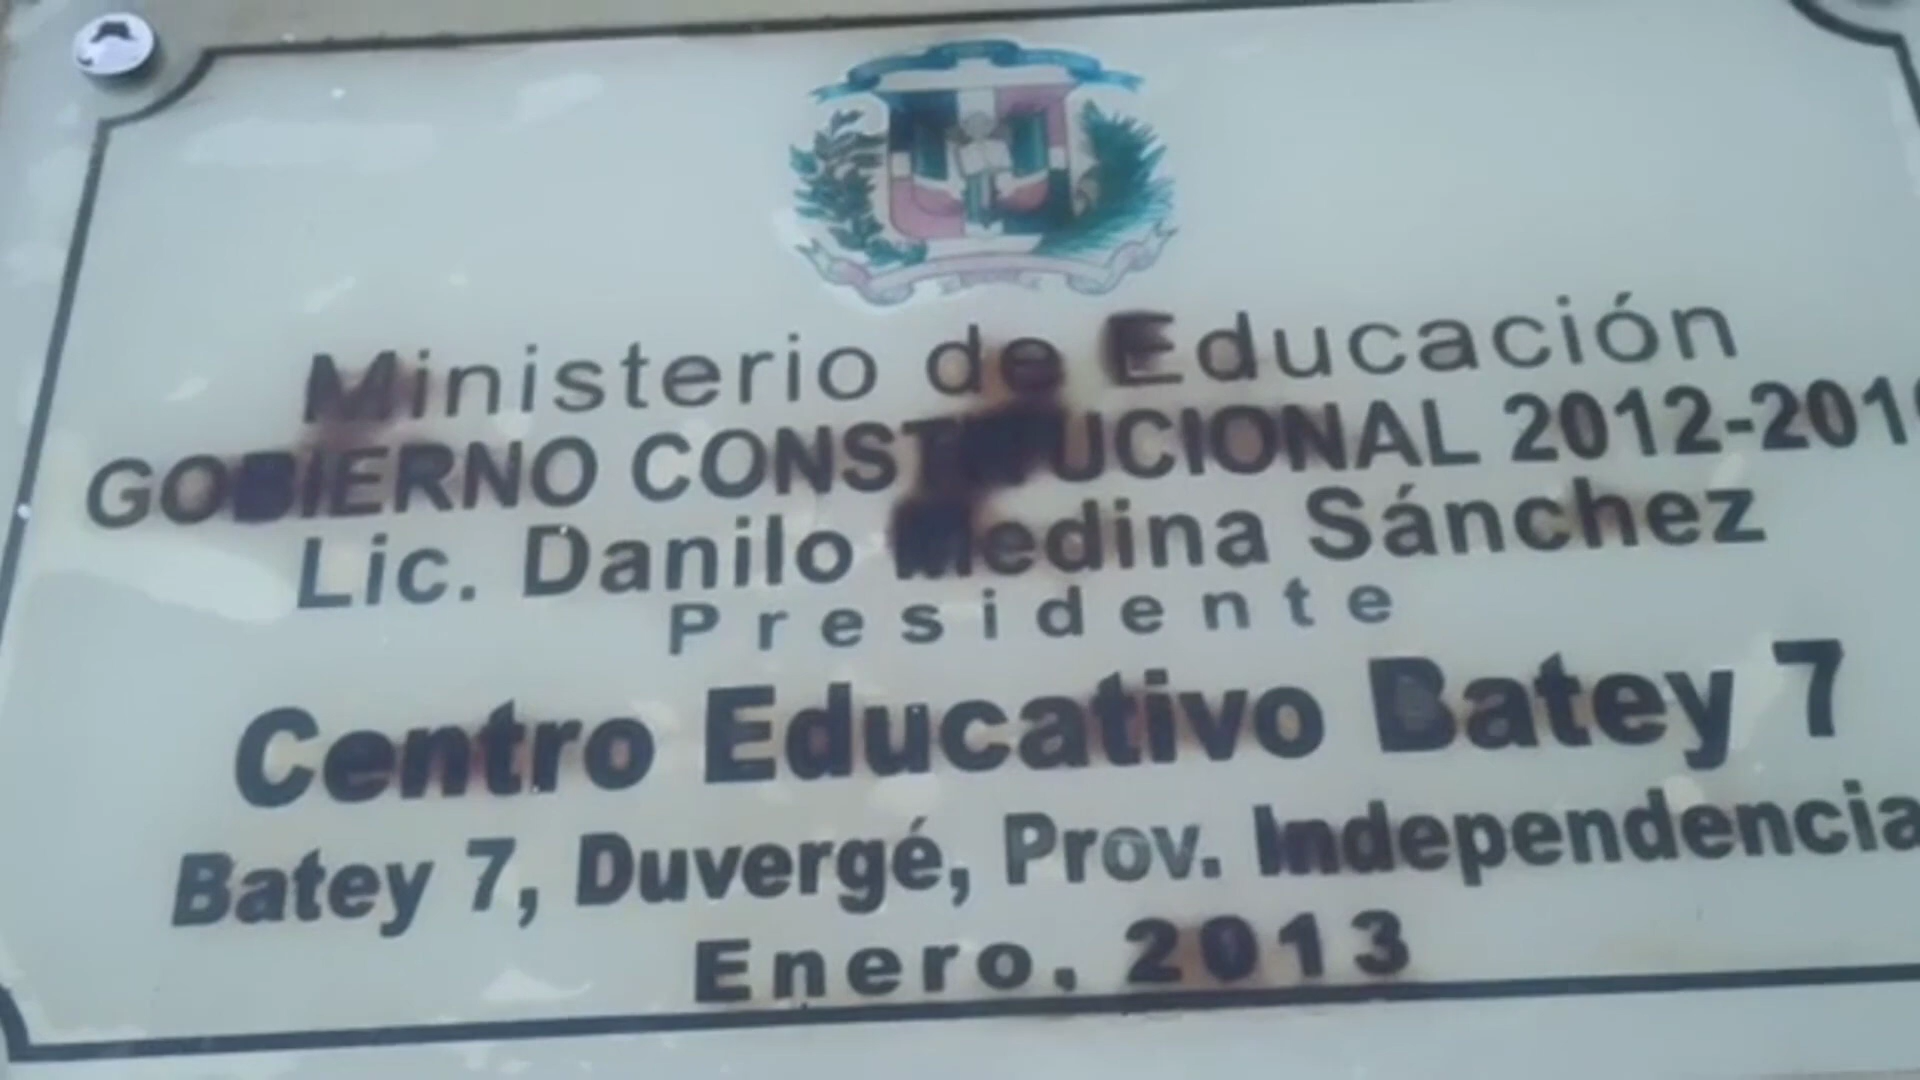 Ministerio de Educación
GOBIERNO CONSTITUCIONAL 2012-2016
Lic. Danilo Medina Sánchez
Presidente
Centro Educativo Batey 7
Batey 7, Duvergé, Prov. Independencia
Enero, 2013